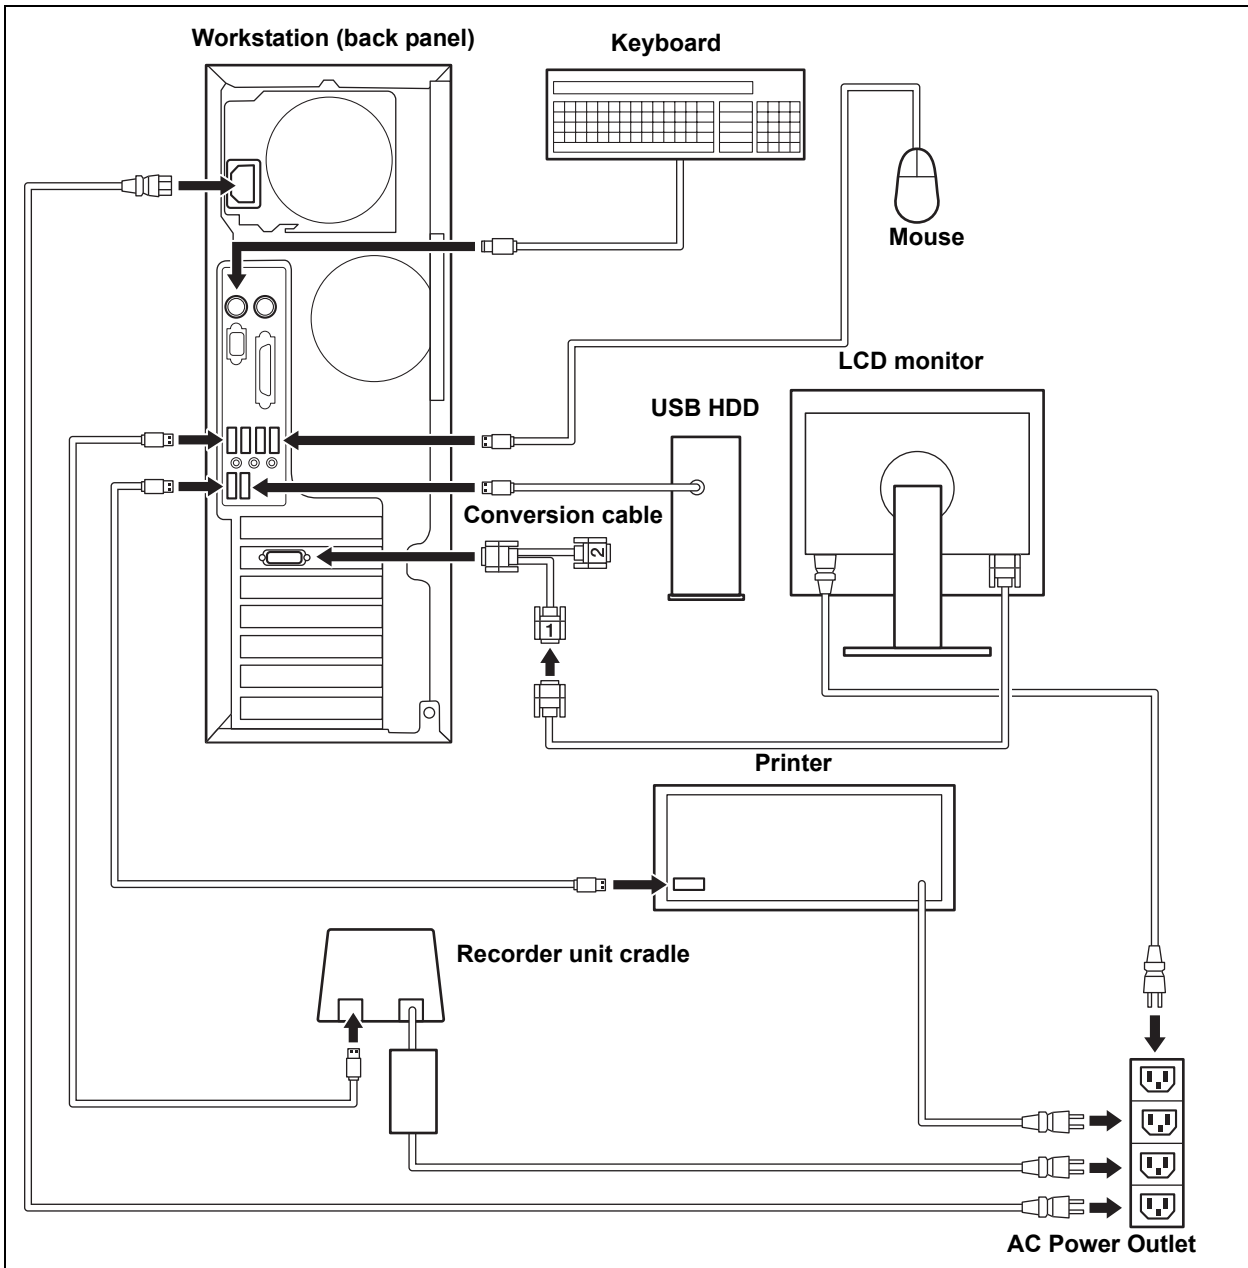 Workstation (back panel)
Keyboard
Mouse
LCD monitor
USB HDD
Conversion cable
2
1
Printer
Recorder unit cradle
AC Power Outlet